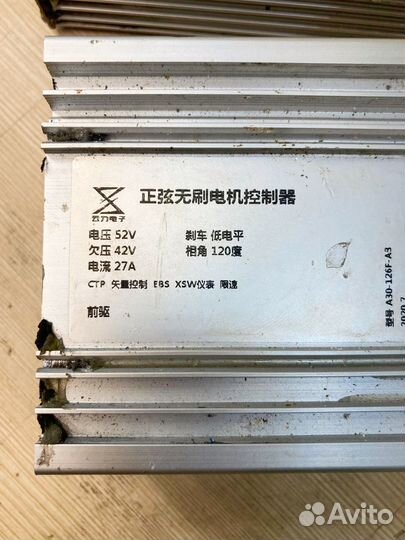 正弦无刷电机控制器
云力电子
电压 52V
刹车 低电平
欠压 42V
相角 120度
电流 27A
CTP 矢量控制 EBS XSW仪表 限速
前驱
型号 A30-126F-A3
2020.7
Avito